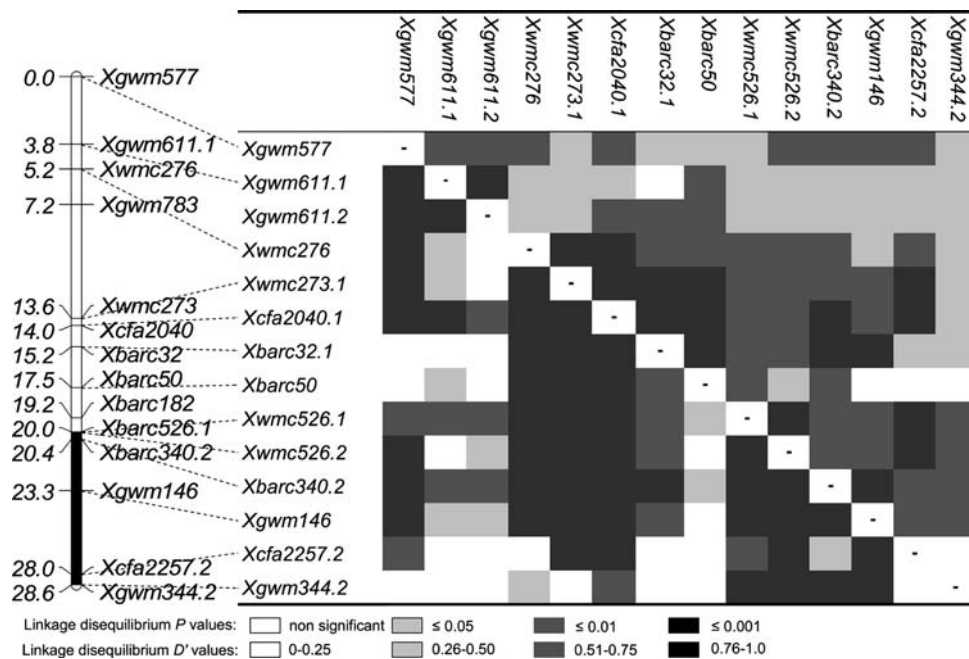 Xgwm577 Xgwm611.1 Xgwm611.2 Xwmc276 Xwmc273.1 Xcfa2040.1 Xbarc32.1 Xbarc50 Xwmc526.1 Xwmc526.2 Xbarc340.2 Xgwm146 Xcfa2257.2 Xgwm344.2
0.0 Xgwm577
3.8 Xgwm611.1
5.2 Xwmc276
7.2 Xgwm783
13.6 Xwmc273
14.0 Xcfa2040
15.2 Xbarc32
17.5 Xbarc50
19.2 Xbarc182
20.0 Xbarc526.1
20.4 Xbarc340.2
23.3 Xgwm146
28.0 Xcfa2257.2
28.6 Xgwm344.2
Xgwm577 -
Xgwm611.1 -
Xgwm611.2 -
Xwmc276 -
Xwmc273.1 -
Xcfa2040.1 -
Xbarc32.1 -
Xbarc50 -
Xwmc526.1 -
Xwmc526.2 -
Xbarc340.2 -
Xgwm146 -
Xcfa2257.2 -
Xgwm344.2 -
Linkage disequilibrium P values: non significant ≤ 0.05 ≤ 0.01 ≤ 0.001
Linkage disequilibrium D' values: 0-0.25 0.26-0.50 0.51-0.75 0.76-1.0